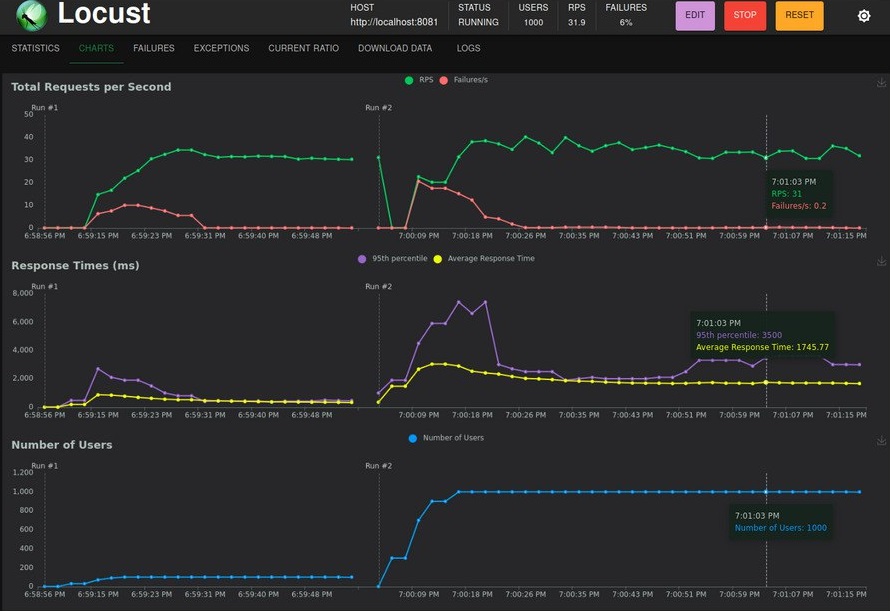 Locust
HOST
http://localhost:8081
STATUS
RUNNING
USERS
1000
RPS
31.9
FAILURES
6%
EDIT
STOP
RESET
STATISTICS CHARTS FAILURES EXCEPTIONS CURRENT RATIO DOWNLOAD DATA LOGS
Total Requests per Second
RPS Failures/s
Run #1 Run #2
50
40
30
20
10
0
7:01:03 PM
RPS: 31
Failures/s: 0.2
6:58:56 PM 6:59:15 PM 6:59:23 PM 6:59:31 PM 6:59:40 PM 6:59:48 PM 7:00:09 PM 7:00:18 PM 7:00:26 PM 7:00:35 PM 7:00:43 PM 7:00:51 PM 7:00:59 PM 7:01:07 PM 7:01:15 PM
Response Times (ms)
95th percentile Average Response Time
Run #1 Run #2
8,000
6,000
4,000
2,000
0
7:01:03 PM
95th percentile: 3500
Average Response Time: 1745.77
6:58:56 PM 6:59:15 PM 6:59:23 PM 6:59:31 PM 6:59:40 PM 6:59:48 PM 7:00:09 PM 7:00:18 PM 7:00:26 PM 7:00:35 PM 7:00:43 PM 7:00:51 PM 7:00:59 PM 7:01:07 PM 7:01:15 PM
Number of Users
Number of Users
Run #1 Run #2
1,200
1,000
800
600
400
200
0
7:01:03 PM
Number of Users: 1000
6:58:56 PM 6:59:15 PM 6:59:23 PM 6:59:31 PM 6:59:40 PM 6:59:48 PM 7:00:09 PM 7:00:18 PM 7:00:26 PM 7:00:35 PM 7:00:43 PM 7:00:51 PM 7:00:59 PM 7:01:07 PM 7:01:15 PM